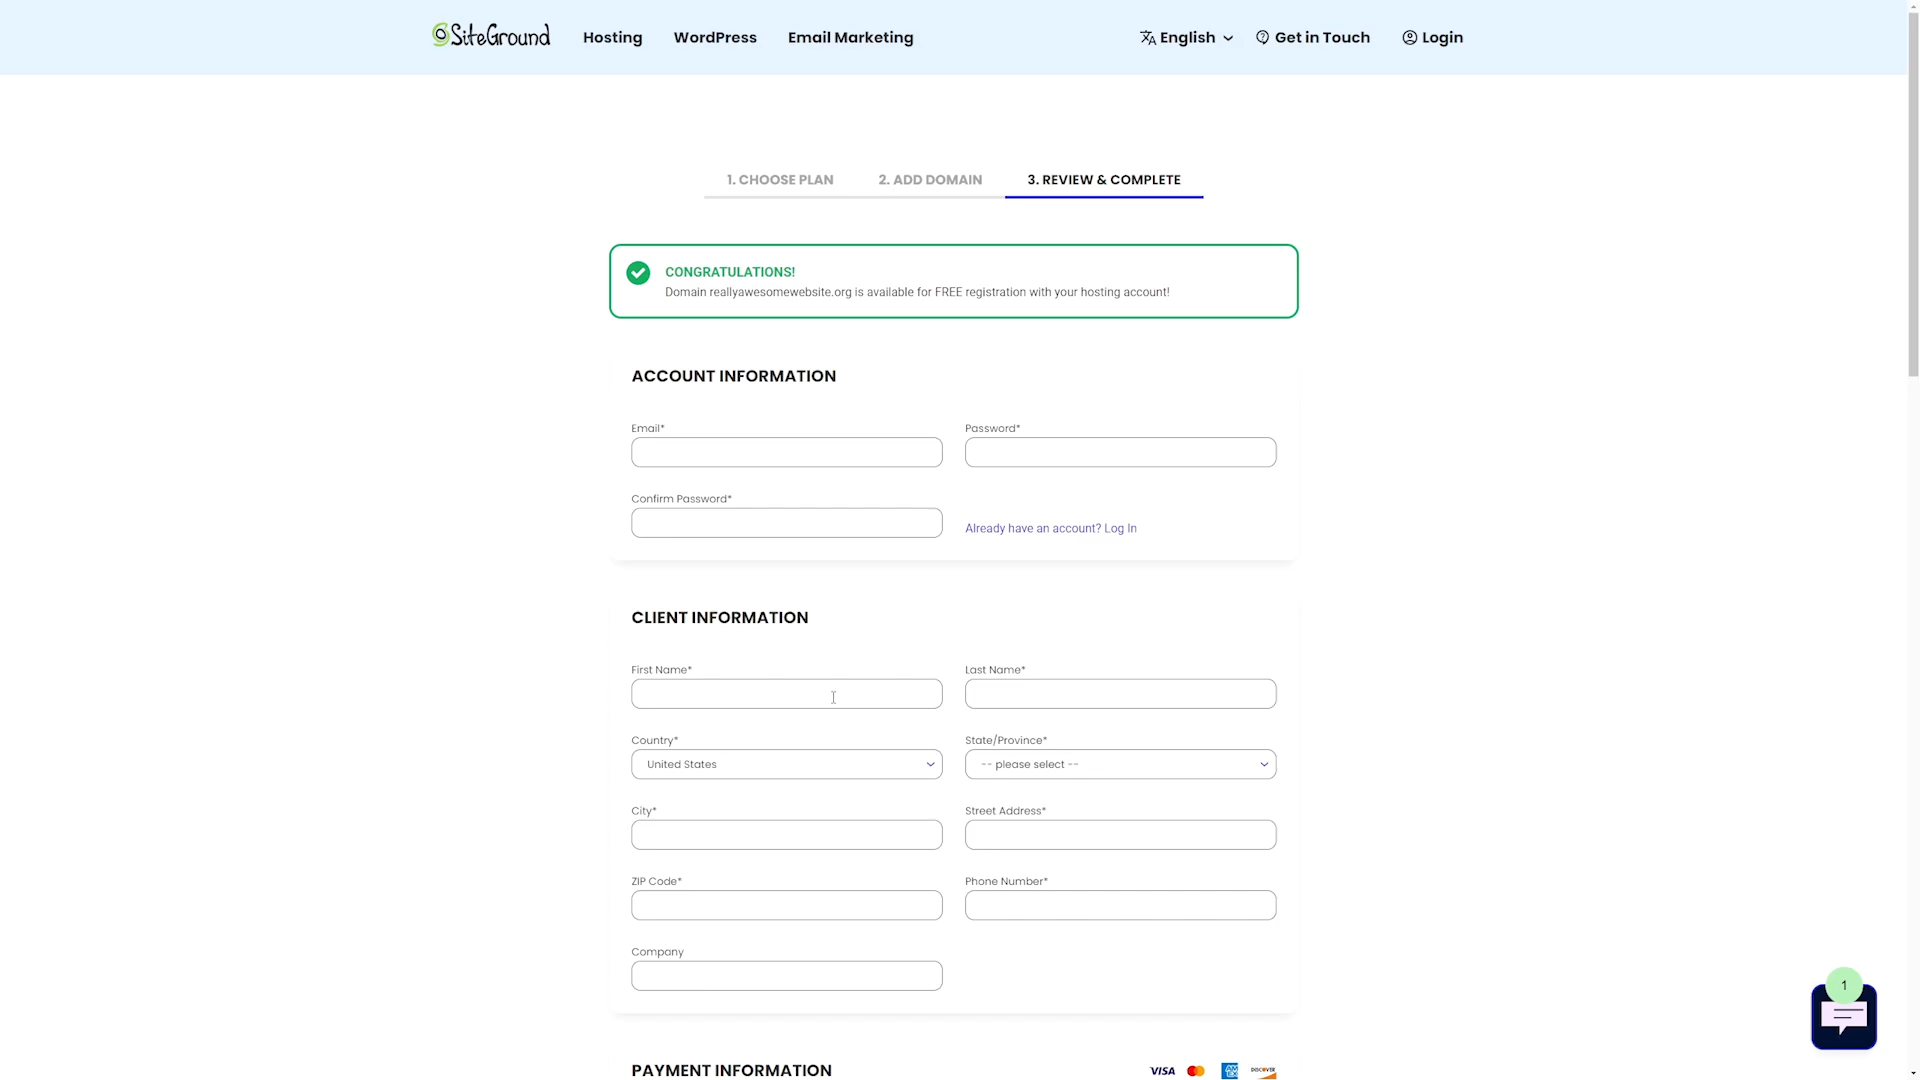 SiteGround
Hosting
WordPress
Email Marketing
English
Get in Touch
Login
1. CHOOSE PLAN
2. ADD DOMAIN
3. REVIEW & COMPLETE
CONGRATULATIONS!
Domain reallyawesomewebsite.org is available for FREE registration with your hosting account!
ACCOUNT INFORMATION
Email*
Password*
Confirm Password*
Already have an account? Log In
CLIENT INFORMATION
First Name*
Last Name*
Country*
State/Province*
United States
-- please select --
City*
Street Address*
ZIP Code*
Phone Number*
Company
1
PAYMENT INFORMATION
VISA
AMEX
DISCOVER